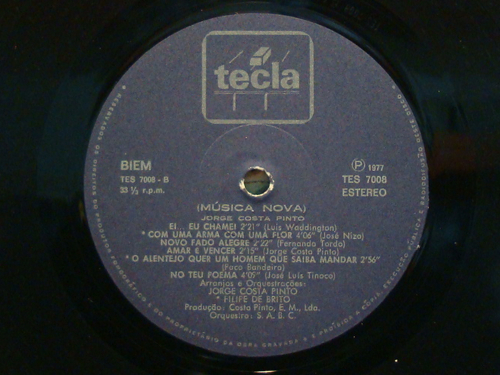 tecla
BIEM
TES 7008 - B
33 ⅓ r.p.m.
Ⓟ 1977
TES 7008
ESTEREO
(MÚSICA NOVA)
JORGE COSTA PINTO
EI... EU CHAMEI 2'21" (Luis Waddington)
* COM UMA ARMA COM UMA FLOR 4'06" (José Niza)
NOVO FADO ALEGRE 2'22" (Fernando Tordo)
AMAR É VENCER 2'15" (Jorge Costa Pinto)
* O ALENTEJO QUER UM HOMEM QUE SAIBA MANDAR 2'56"
(Paco Bandeira)
NO TEU POEMA 4'09" (José Luis Tinoco)
Arranjos e Orquestrações:
JORGE COSTA PINTO
* FILIPE DE BRITO
Produção: Costa Pinto, E. M., Lda.
Orquestra: S. A. B. C.